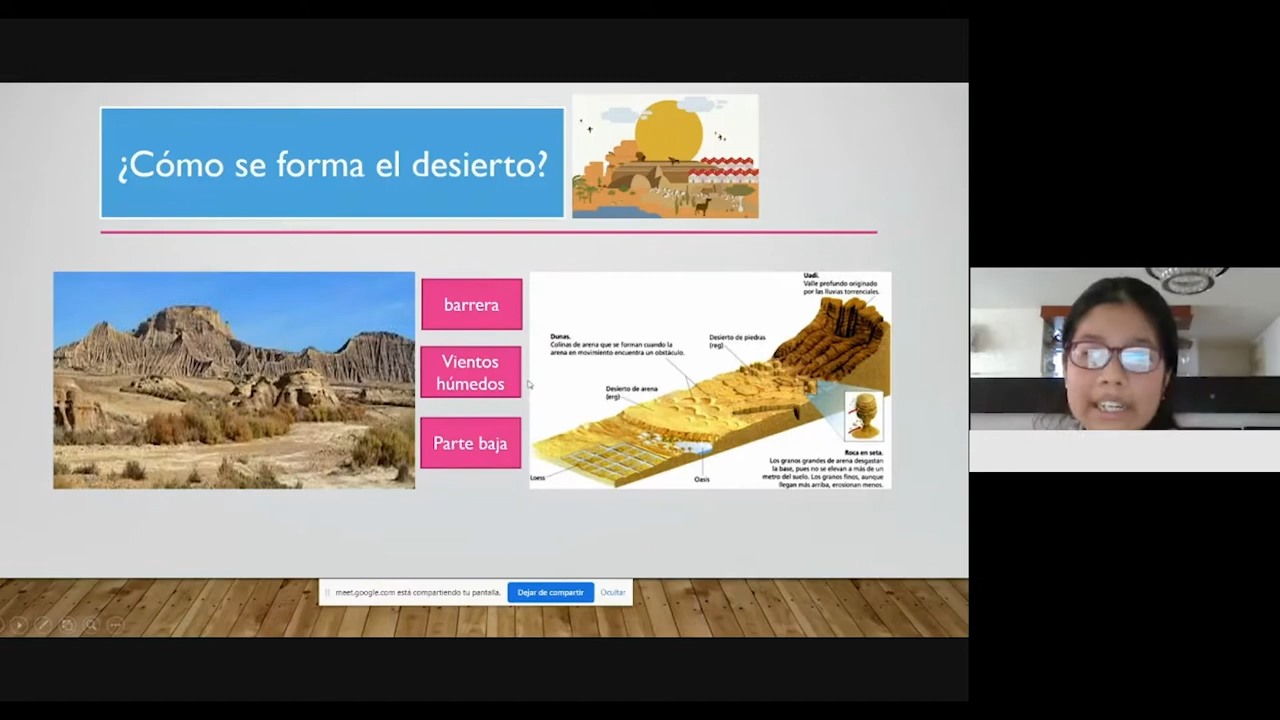 ¿Cómo se forma el desierto?
barrera
Vientos
húmedos
Parte baja
Uadi.
Valle profundo originado
por las lluvias torrenciales.
Dunas.
Colinas de arena que se forman cuando la
arena en movimiento encuentra un obstáculo.
Desierto de piedras
(reg)
Desierto de arena
(erg)
Roca en seta.
Los granos grandes de arena desgastan
la base, pues no se elevan a más de un
metro del suelo. Los granos finos, aunque
llegan más arriba, erosionan menos.
Loess
Oasis
meet.google.com está compartiendo tu pantalla.
Dejar de compartir
Ocultar